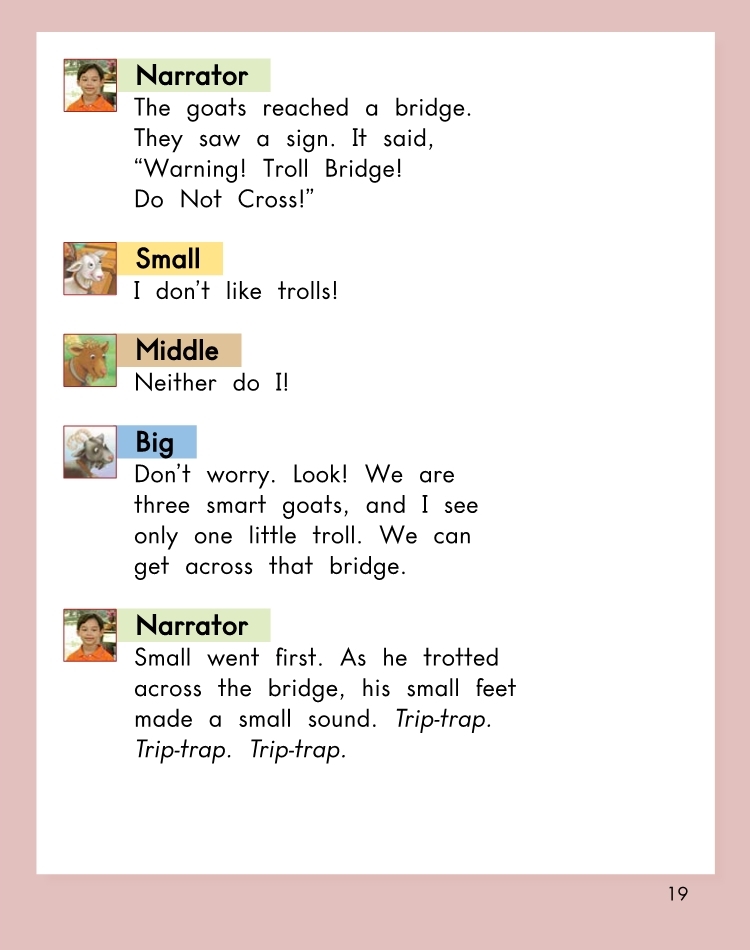 Narrator
The goats reached a bridge.
They saw a sign. It said,
“Warning! Troll Bridge!
Do Not Cross!”
Small
I don’t like trolls!
Middle
Neither do I!
Big
Don’t worry. Look! We are
three smart goats, and I see
only one little troll. We can
get across that bridge.
Narrator
Small went first. As he trotted
across the bridge, his small feet
made a small sound. Trip-trap.
Trip-trap. Trip-trap.
19